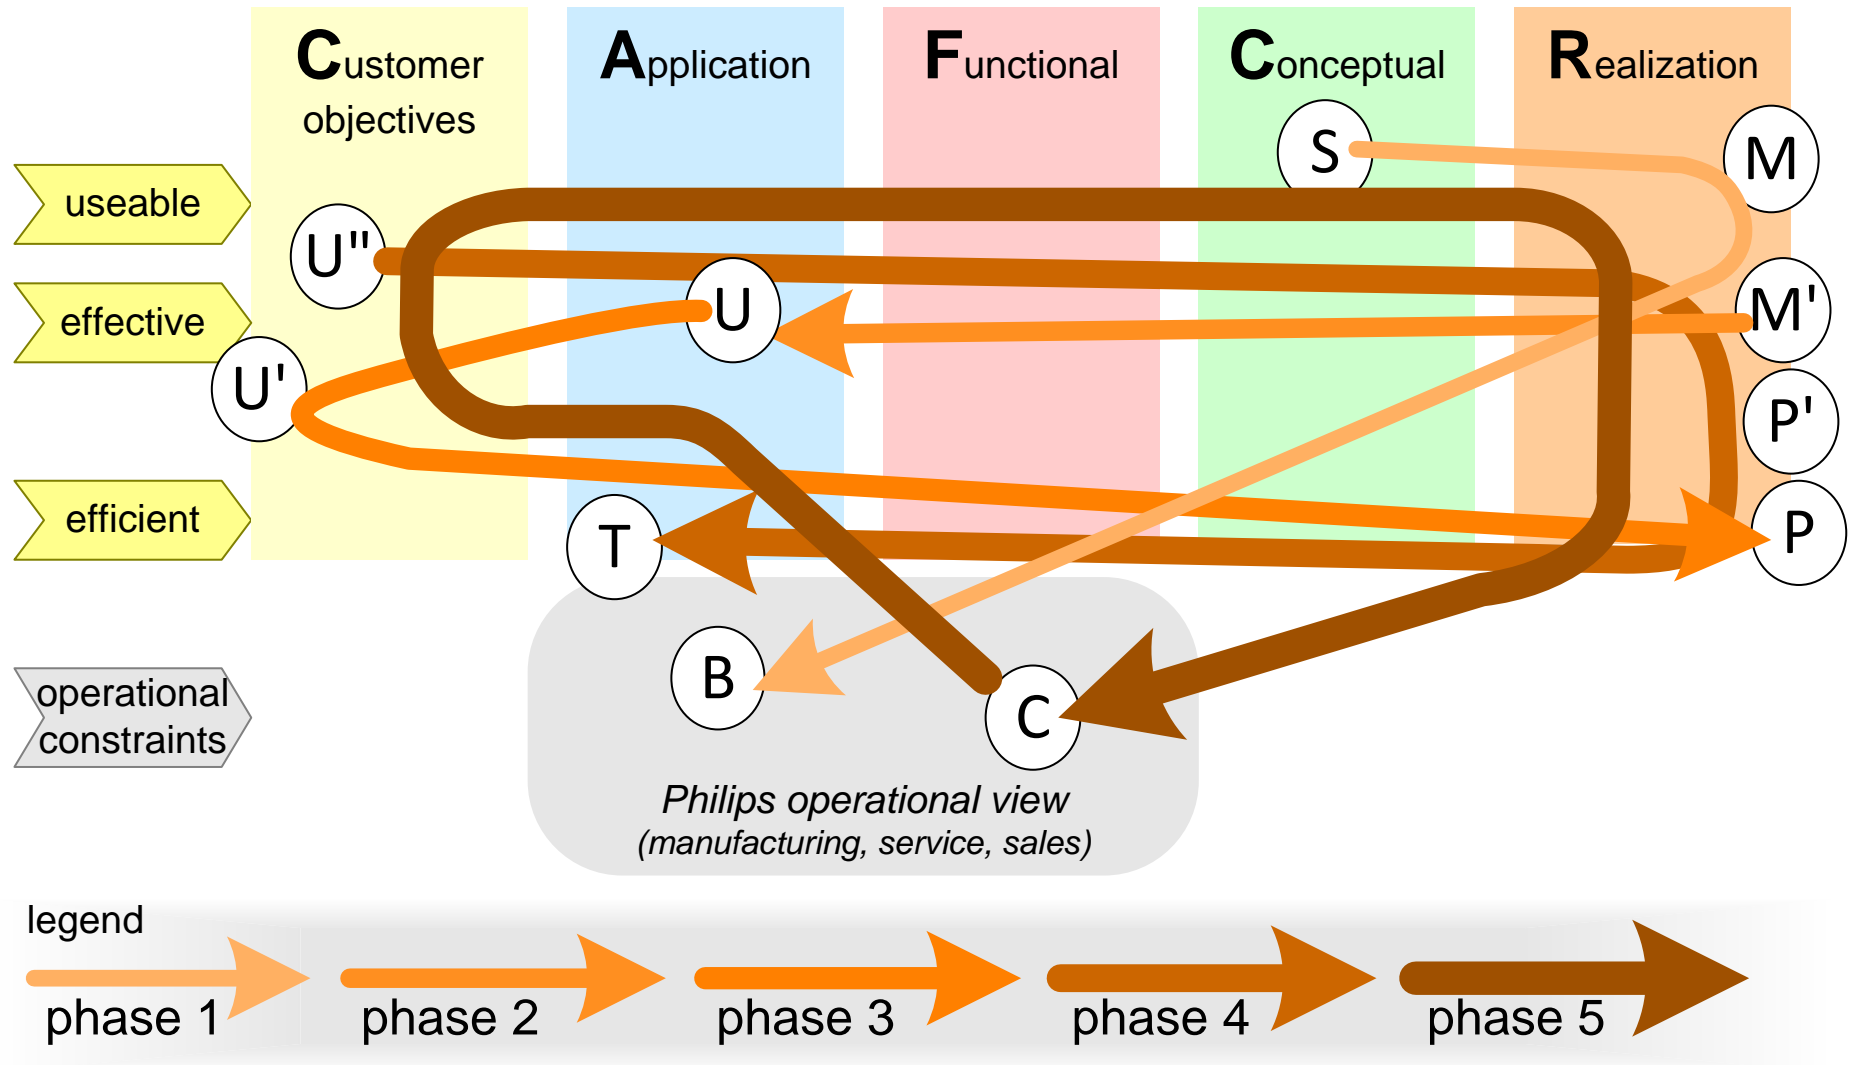 Customer
objectives
Application
Functional
Conceptual
Realization
S
M
useable
U"
U
M'
effective
U'
P'
efficient
T
P
operational
constraints
B
C
Philips operational view
(manufacturing, service, sales)
legend
phase 1
phase 2
phase 3
phase 4
phase 5